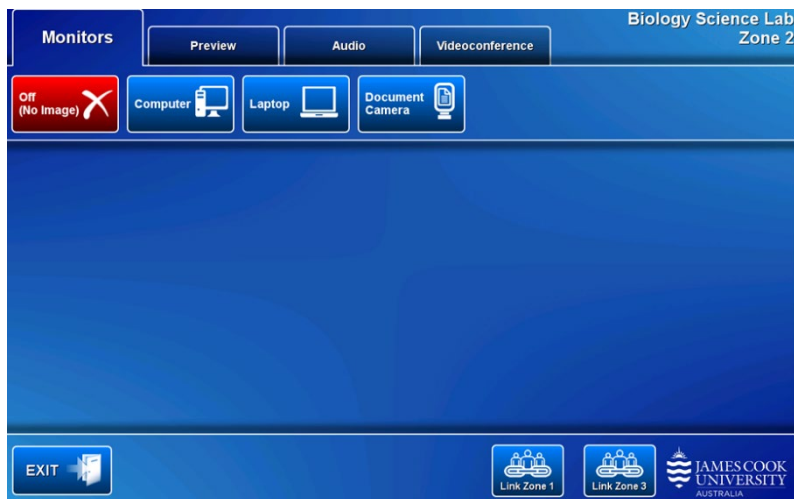 Monitors
Preview
Audio
Videoconference
Biology Science Lab
Zone 2
Off
(No Image)
Computer
Laptop
Document
Camera
EXIT
Link Zone 1
Link Zone 3
JAMES COOK
UNIVERSITY
AUSTRALIA